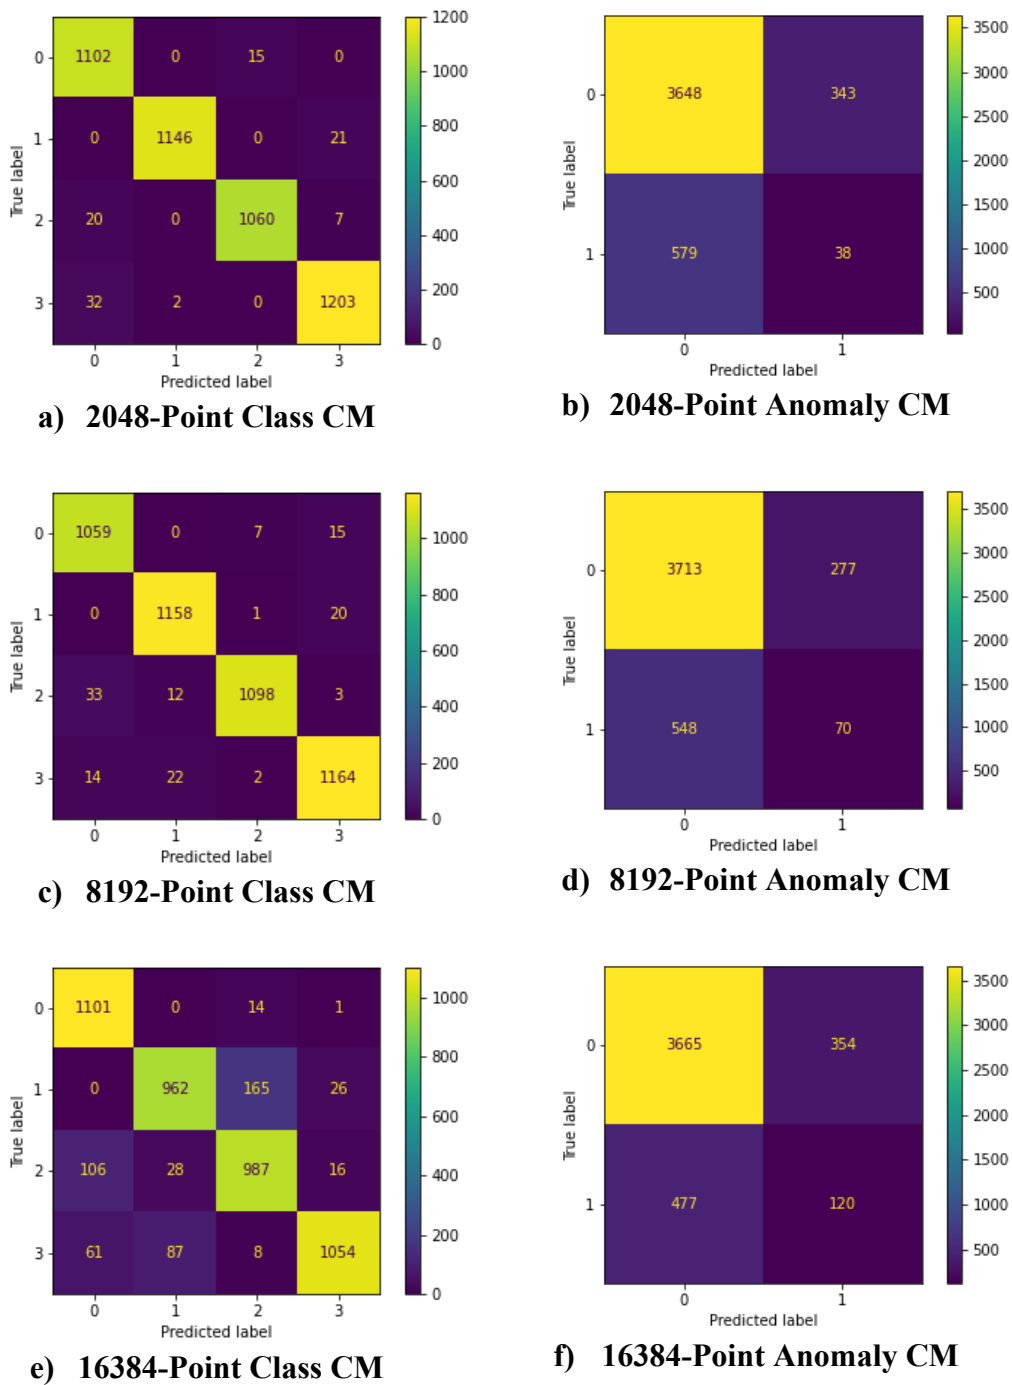 0 1102 0 15 0
1 0 1146 0 21
2 20 0 1060 7
3 32 2 0 1203
0 1 2 3
True label
Predicted label
1200
1000
800
600
400
200
0
a) 2048-Point Class CM
0 3648 343
1 579 38
0 1
True label
Predicted label
3500
3000
2500
2000
1500
1000
500
b) 2048-Point Anomaly CM
0 1059 0 7 15
1 0 1158 1 20
2 33 12 1098 3
3 14 22 2 1164
0 1 2 3
True label
Predicted label
1000
800
600
400
200
0
c) 8192-Point Class CM
0 3713 277
1 548 70
0 1
True label
Predicted label
3500
3000
2500
2000
1500
1000
500
d) 8192-Point Anomaly CM
0 1101 0 14 1
1 0 962 165 26
2 106 28 987 16
3 61 87 8 1054
0 1 2 3
True label
Predicted label
1000
800
600
400
200
0
e) 16384-Point Class CM
0 3665 354
1 477 120
0 1
True label
Predicted label
3500
3000
2500
2000
1500
1000
500
f) 16384-Point Anomaly CM